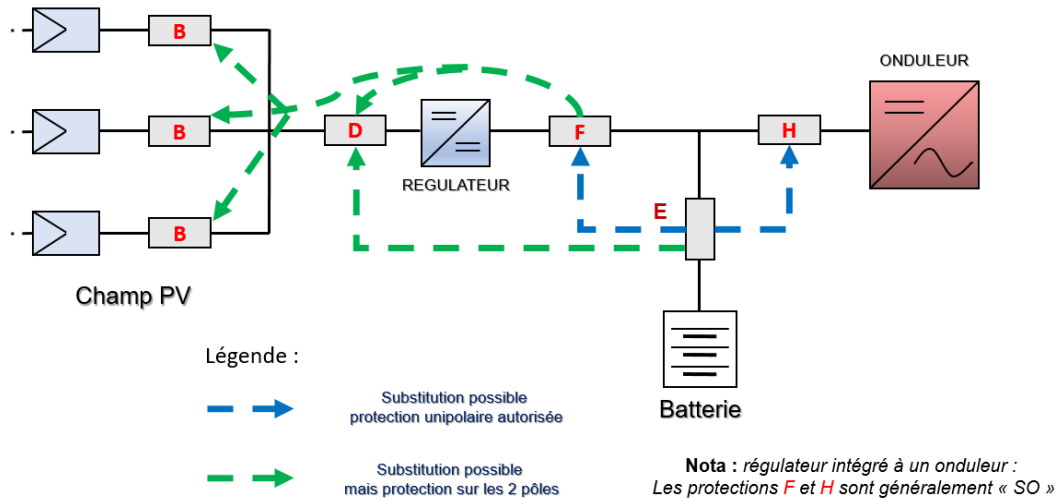 B
ONDULEUR
B
D
F
H
REGULATEUR
E
B
Champ PV
Légende :
Substitution possible
protection unipolaire autorisée
Batterie
Substitution possible
mais protection sur les 2 pôles
Nota : régulateur intégré à un onduleur :
Les protections F et H sont généralement « SO »